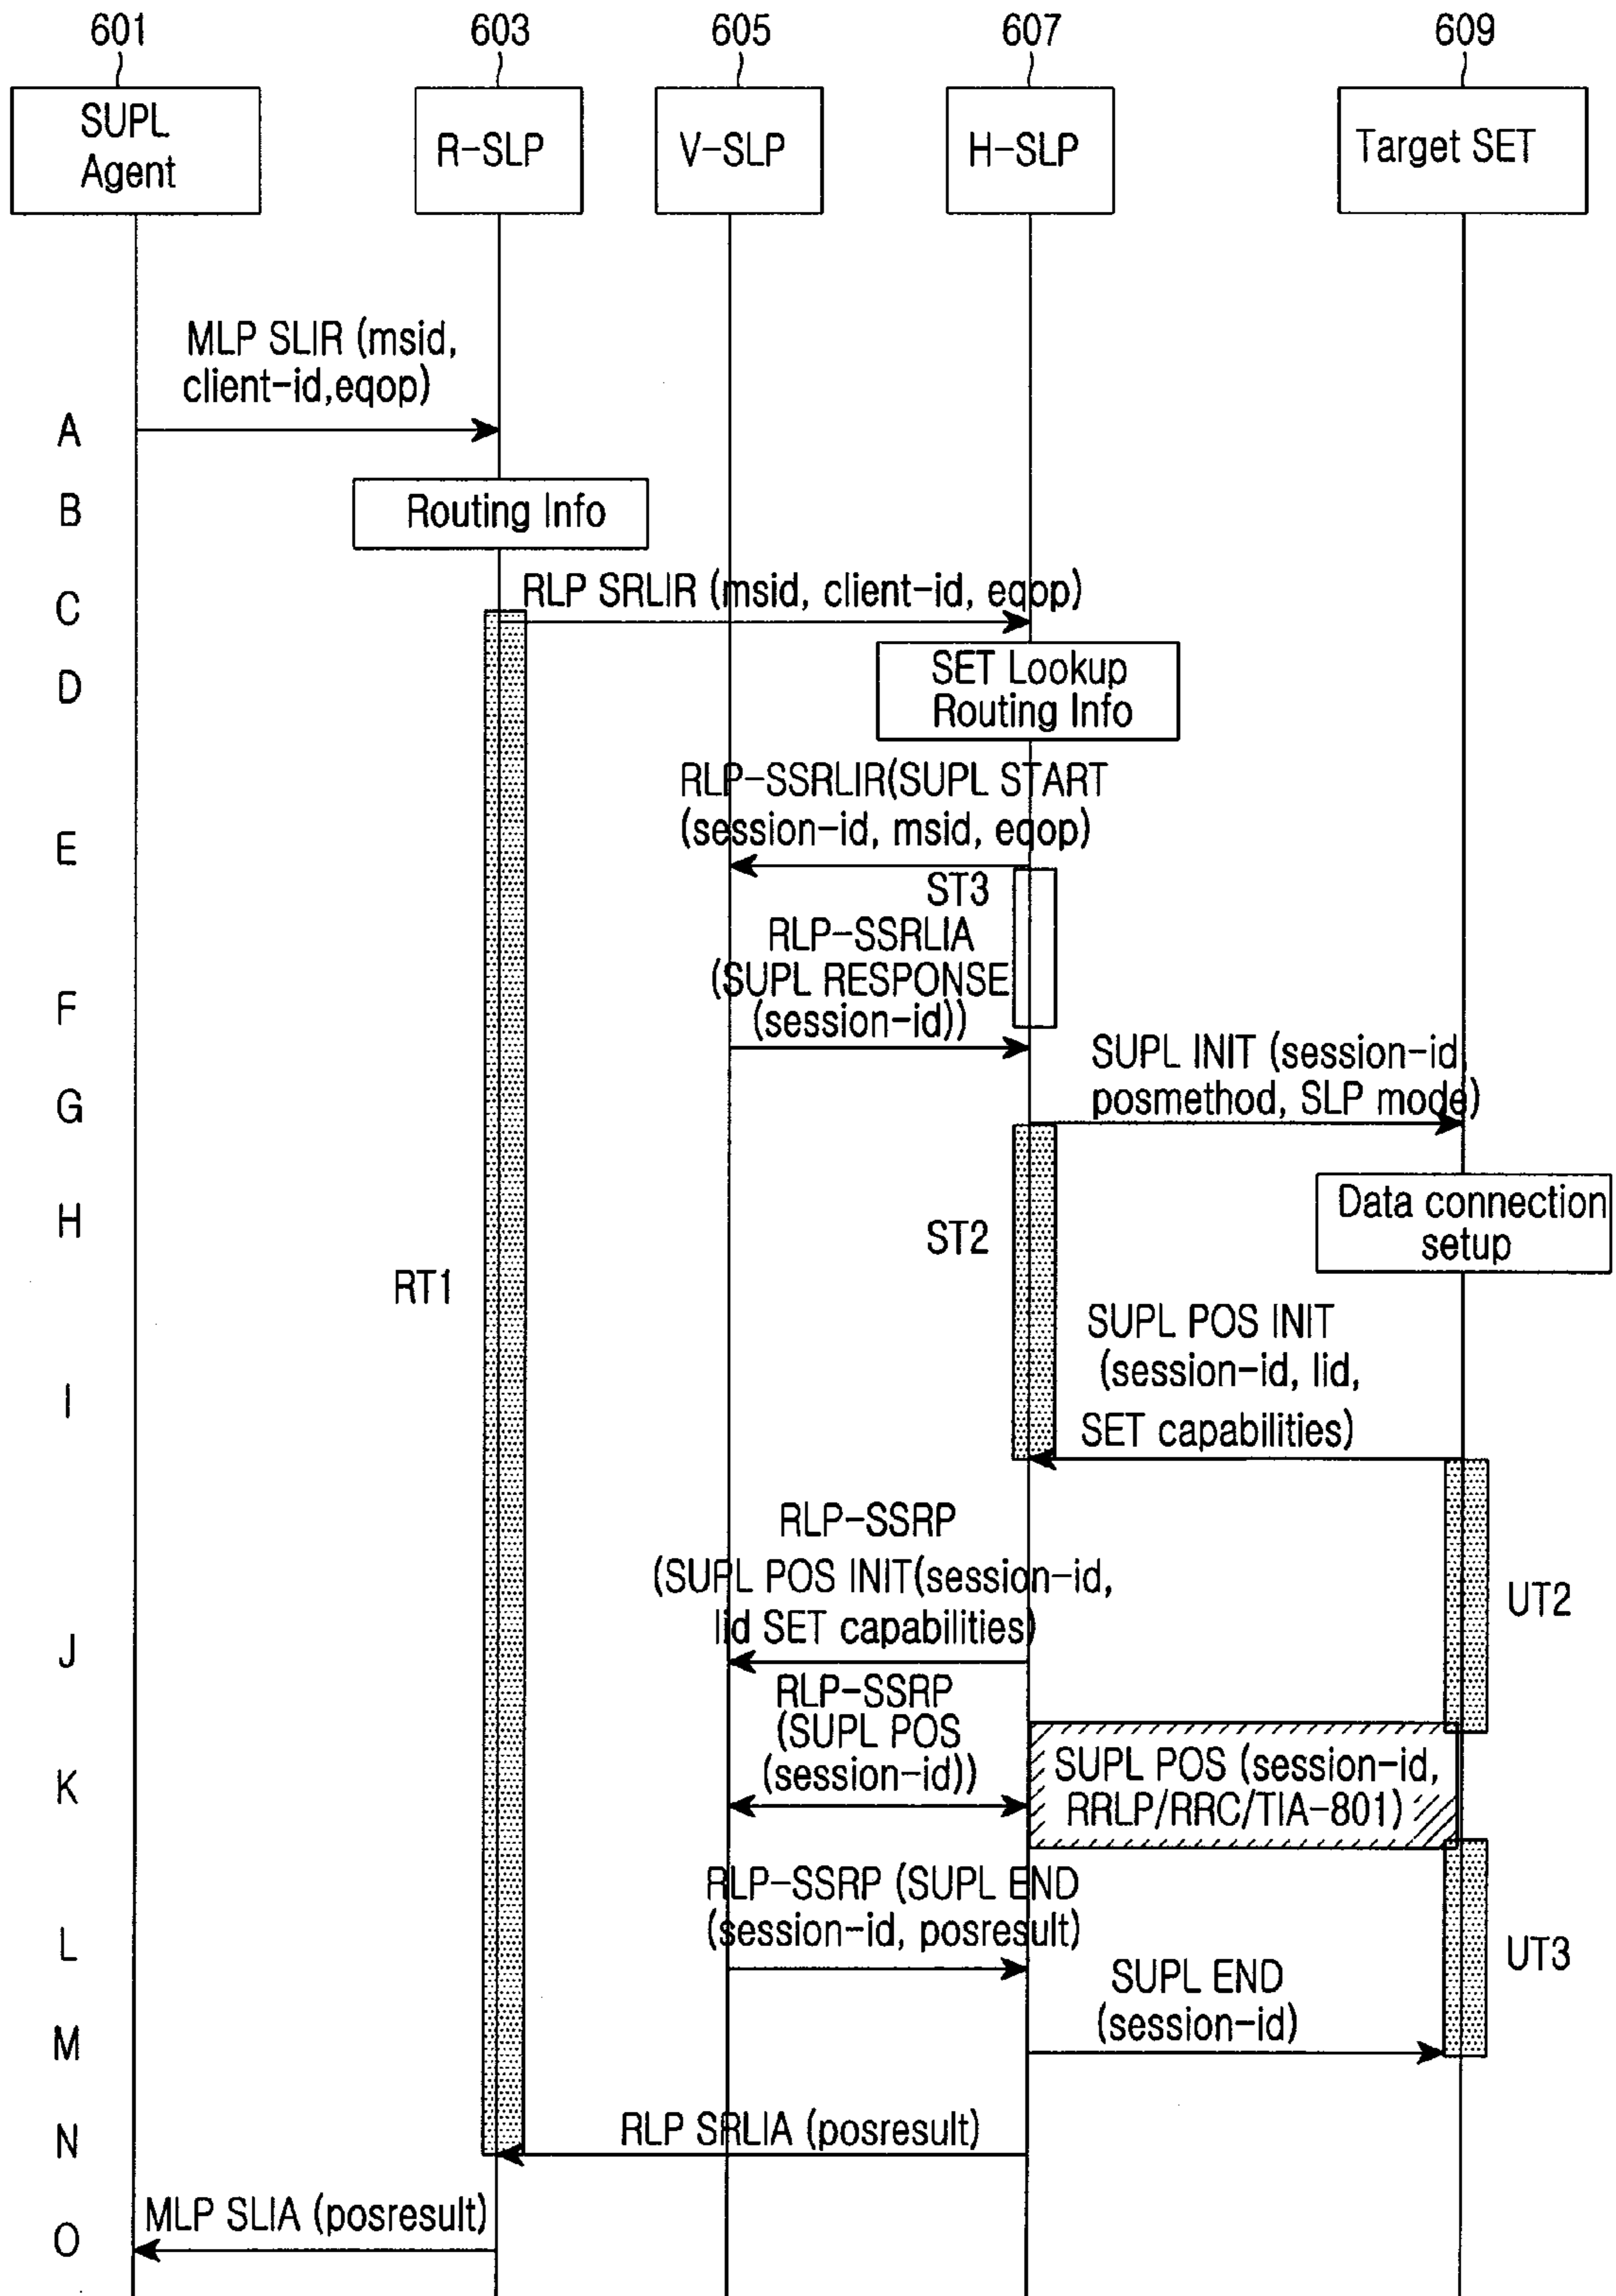 601
603
605
607
609
SUPL
Agent
R-SLP
V-SLP
H-SLP
Target SET
MLP SLIR (msid,
client-id,eqop)
A
B
Routing Info
C
RLP SRLIR (msid, client-id, eqop)
D
SET Lookup
Routing Info
RLP-SSRLIR(SUPL START
(session-id, msid, eqop)
E
ST3
RLP-SSRLIA
(SUPL RESPONSE
(session-id))
F
SUPL INIT (session-id
posmethod, SLP mode)
G
H
Data connection
setup
ST2
RT1
SUPL POS INIT
(session-id, lid,
SET capabilities)
I
RLP-SSRP
(SUPL POS INIT(session-id,
lid SET capabilities)
UT2
J
RLP-SSRP
(SUPL POS
(session-id))
K
SUPL POS (session-id,
RRLP/RRC/TIA-801)
RLP-SSRP (SUPL END
(session-id, posresult)
L
UT3
SUPL END
(session-id)
M
N
RLP SRLIA (posresult)
MLP SLIA (posresult)
O